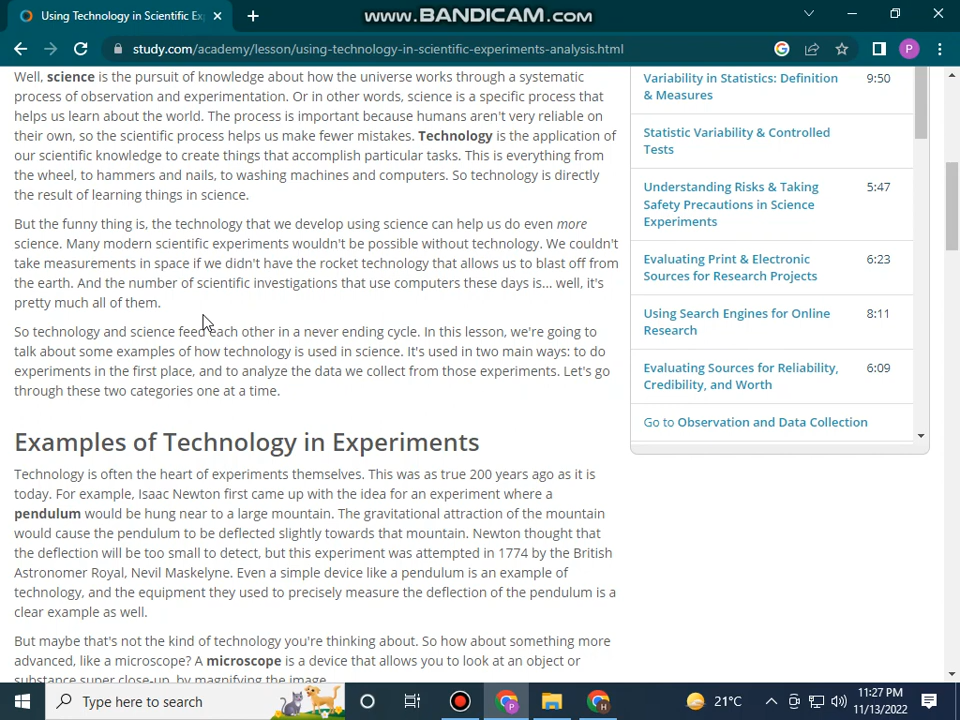 Using Technology in Scientific Ex
www.BANDICAM.com
study.com/academy/lesson/using-technology-in-scientific-experiments-analysis.html
P
Well, science is the pursuit of knowledge about how the universe works through a systematic
process of observation and experimentation. Or in other words, science is a specific process that
helps us learn about the world. The process is important because humans aren't very reliable on
their own, so the scientific process helps us make fewer mistakes. Technology is the application of
our scientific knowledge to create things that accomplish particular tasks. This is everything from
the wheel, to hammers and nails, to washing machines and computers. So technology is directly
the result of learning things in science.
But the funny thing is, the technology that we develop using science can help us do even more
science. Many modern scientific experiments wouldn't be possible without technology. We couldn't
take measurements in space if we didn't have the rocket technology that allows us to blast off from
the earth. And the number of scientific investigations that use computers these days is... well, it's
pretty much all of them.
So technology and science feed each other in a never ending cycle. In this lesson, we're going to
talk about some examples of how technology is used in science. It's used in two main ways: to do
experiments in the first place, and to analyze the data we collect from those experiments. Let's go
through these two categories one at a time.
Examples of Technology in Experiments
Technology is often the heart of experiments themselves. This was as true 200 years ago as it is
today. For example, Isaac Newton first came up with the idea for an experiment where a
pendulum would be hung near to a large mountain. The gravitational attraction of the mountain
would cause the pendulum to be deflected slightly towards that mountain. Newton thought that
the deflection will be too small to detect, but this experiment was attempted in 1774 by the British
Astronomer Royal, Nevil Maskelyne. Even a simple device like a pendulum is an example of
technology, and the equipment they used to precisely measure the deflection of the pendulum is a
clear example as well.
But maybe that's not the kind of technology you're thinking about. So how about something more
advanced, like a microscope? A microscope is a device that allows you to look at an object or
substance super close-up, by magnifying the image.
Variability in Statistics: Definition 9:50
& Measures
Statistic Variability & Controlled
Tests
Understanding Risks & Taking 5:47
Safety Precautions in Science
Experiments
Evaluating Print & Electronic 6:23
Sources for Research Projects
Using Search Engines for Online 8:11
Research
Evaluating Sources for Reliability, 6:09
Credibility, and Worth
Go to Observation and Data Collection
Type here to search
P
H
21°C
11:27 PM
11/13/2022